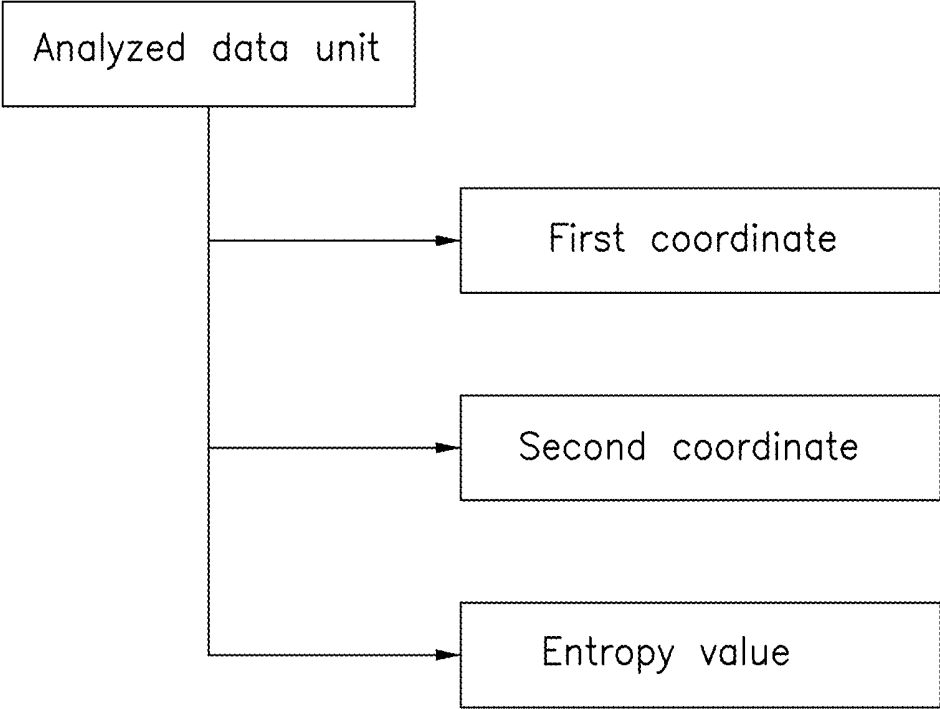 Analyzed data unit
First coordinate
Second coordinate
Entropy value